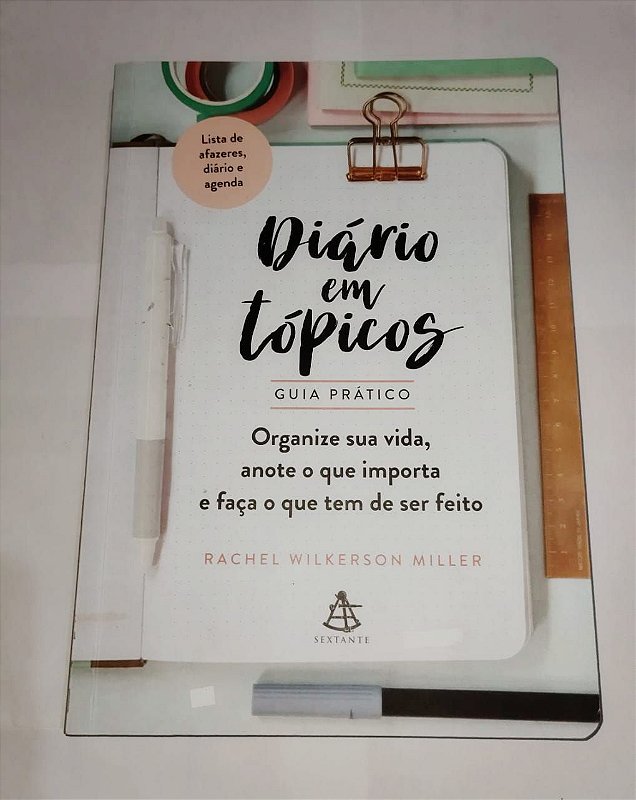 Lista de
afazeres,
diário e
agenda
Diário
em
tópicos
GUIA PRÁTICO
Organize sua vida,
anote o que importa
e faça o que tem de ser feito
RACHEL WILKERSON MILLER
SEXTANTE